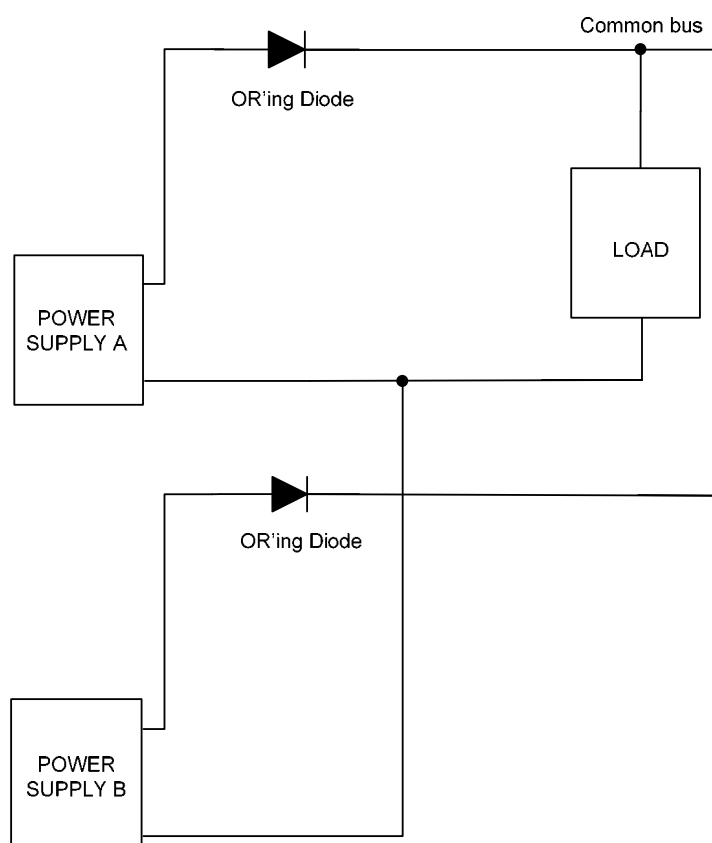 Common bus
OR'ing Diode
LOAD
POWER
SUPPLY A
OR'ing Diode
POWER
SUPPLY B